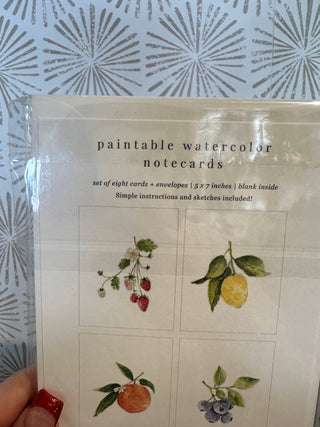 paintable watercolor
notecards
set of eight cards + envelopes | 5 x 7 inches | blank inside
Simple instructions and sketches included!